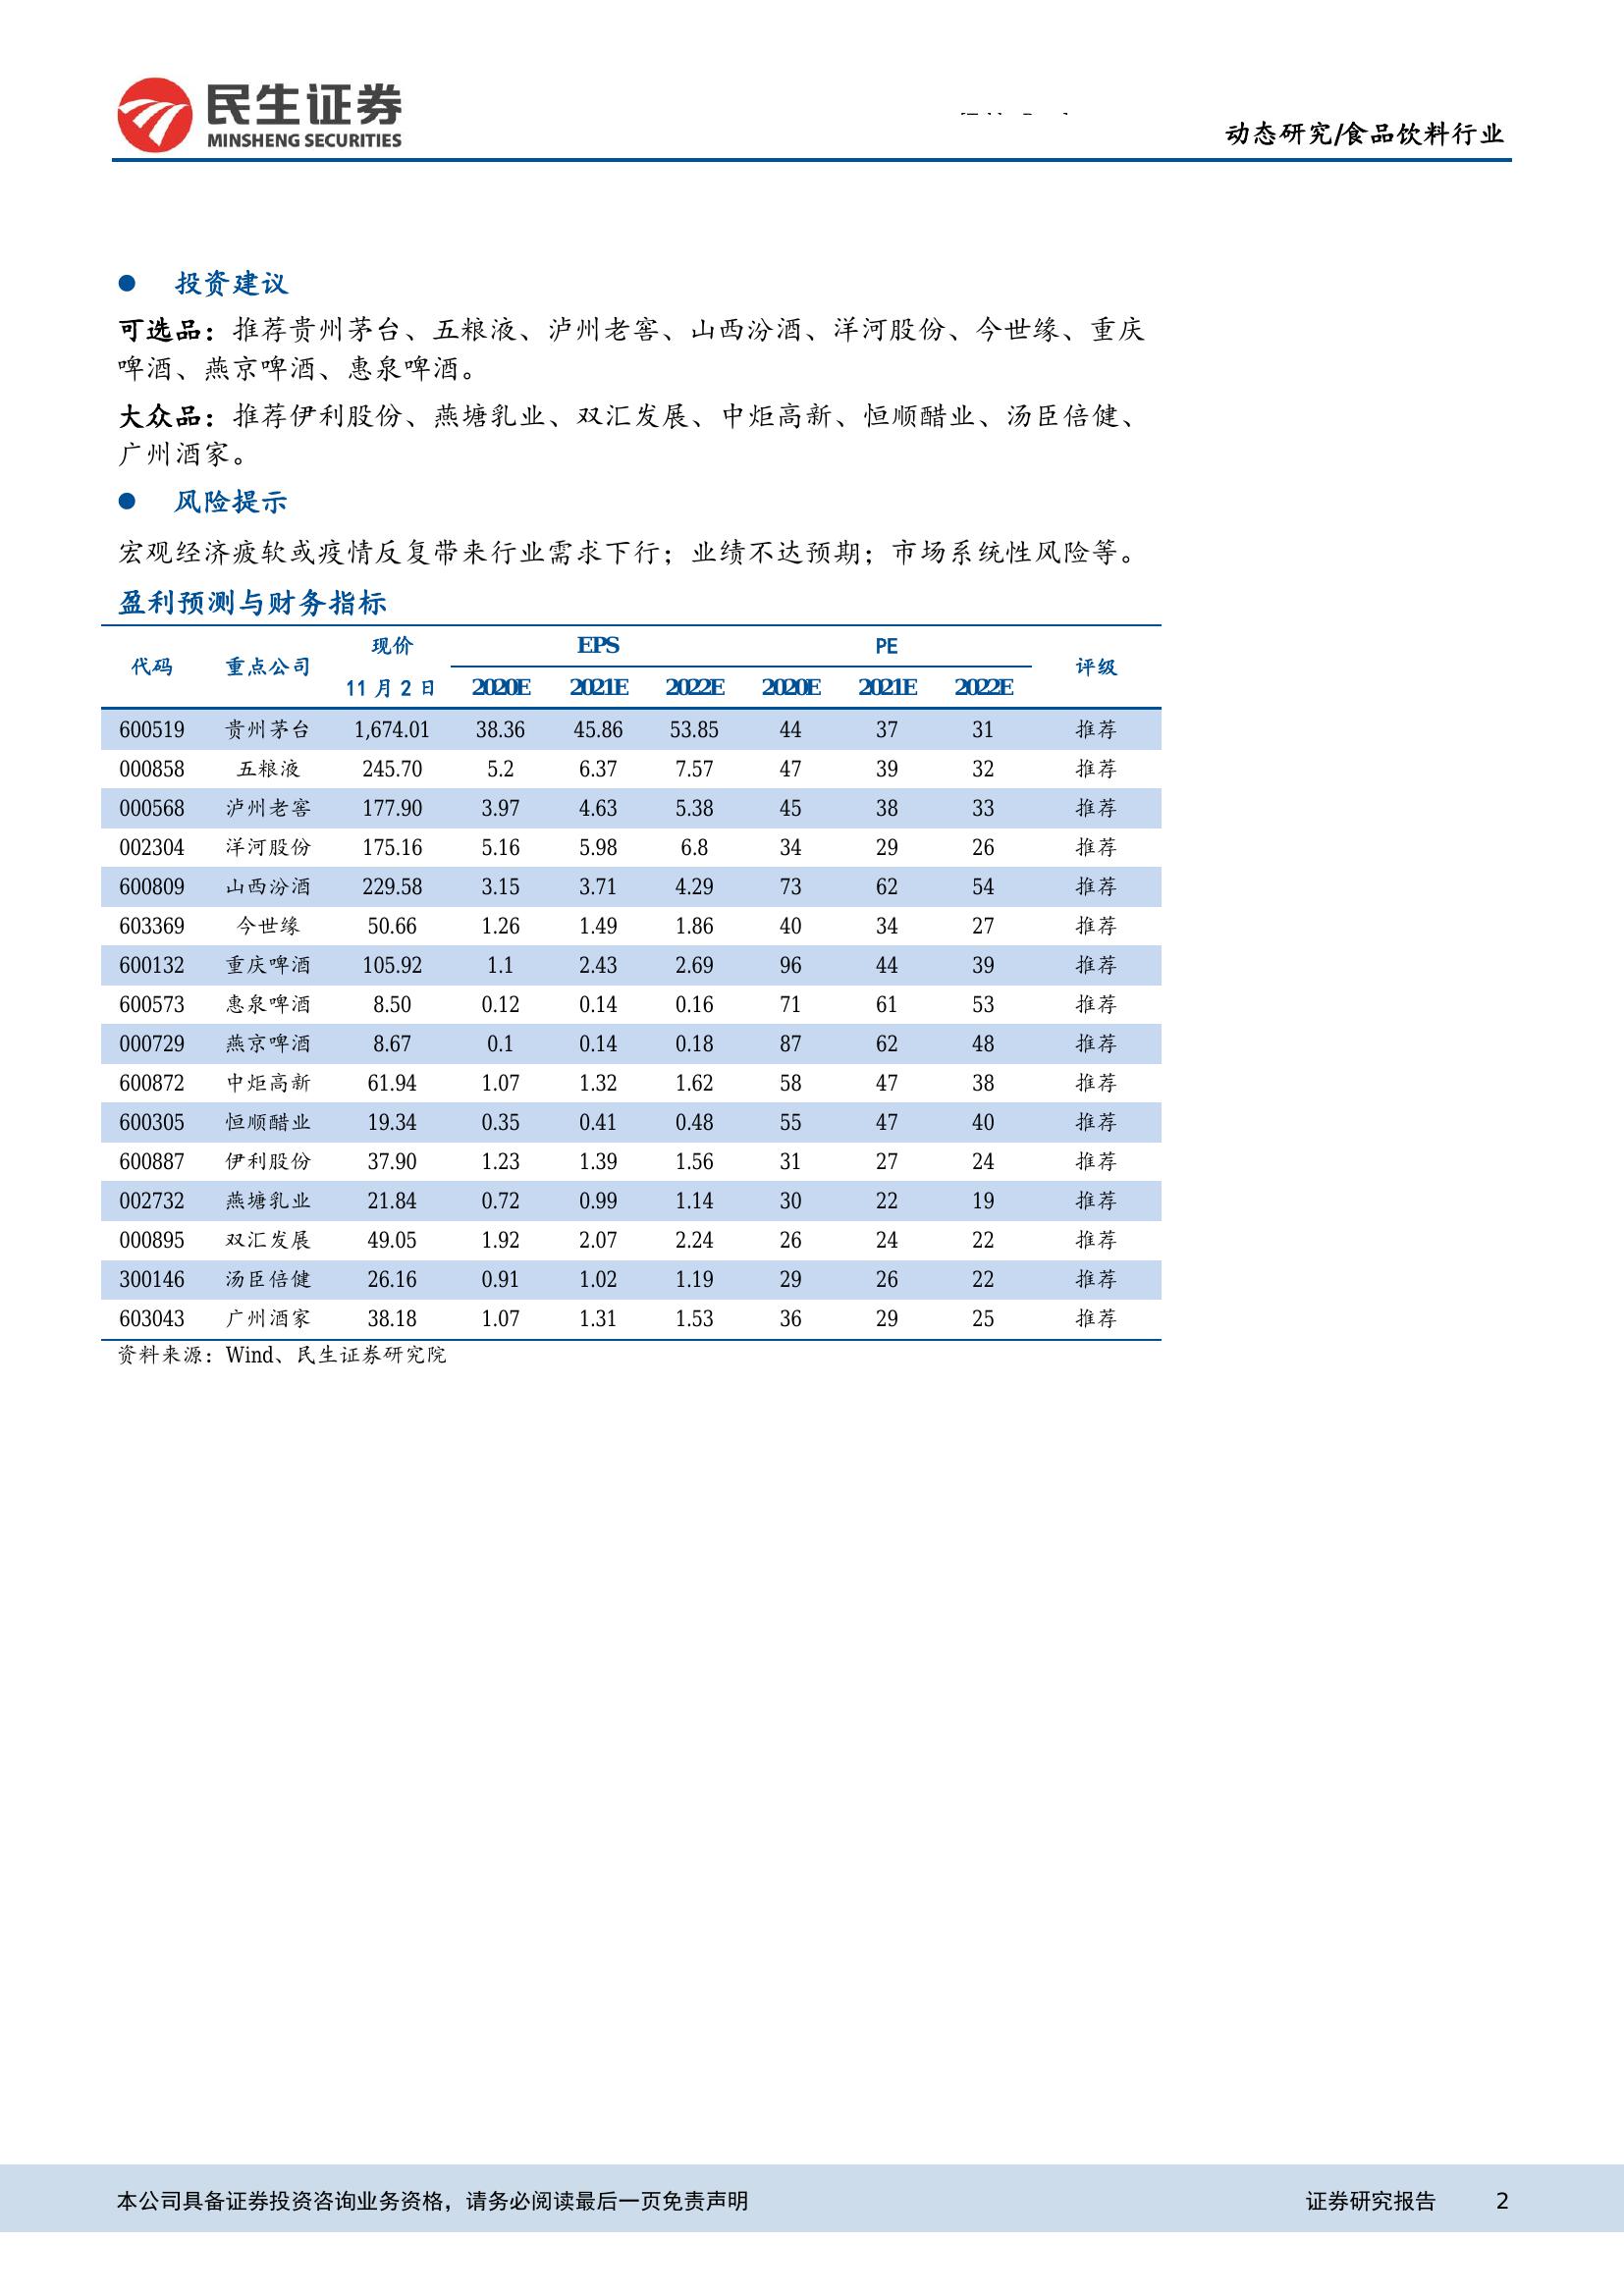 民生证券
MINSHENG SECURITIES
动态研究/食品饮料行业
● 投资建议
可选品：推荐贵州茅台、五粮液、泸州老窖、山西汾酒、洋河股份、今世缘、重庆
啤酒、燕京啤酒、惠泉啤酒。
大众品：推荐伊利股份、燕塘乳业、双汇发展、中炬高新、恒顺醋业、汤臣倍健、
广州酒家。
● 风险提示
宏观经济疲软或疫情反复带来行业需求下行；业绩不达预期；市场系统性风险等。
盈利预测与财务指标
代码 重点公司 现价 EPS PE 评级
11 月 2 日 2020E 2021E 2022E 2020E 2021E 2022E
600519 贵州茅台 1,674.01 38.36 45.86 53.85 44 37 31 推荐
000858 五粮液 245.70 5.2 6.37 7.57 47 39 32 推荐
000568 泸州老窖 177.90 3.97 4.63 5.38 45 38 33 推荐
002304 洋河股份 175.16 5.16 5.98 6.8 34 29 26 推荐
600809 山西汾酒 229.58 3.15 3.71 4.29 73 62 54 推荐
603369 今世缘 50.66 1.26 1.49 1.86 40 34 27 推荐
600132 重庆啤酒 105.92 1.1 2.43 2.69 96 44 39 推荐
600573 惠泉啤酒 8.50 0.12 0.14 0.16 71 61 53 推荐
000729 燕京啤酒 8.67 0.1 0.14 0.18 87 62 48 推荐
600872 中炬高新 61.94 1.07 1.32 1.62 58 47 38 推荐
600305 恒顺醋业 19.34 0.35 0.41 0.48 55 47 40 推荐
600887 伊利股份 37.90 1.23 1.39 1.56 31 27 24 推荐
002732 燕塘乳业 21.84 0.72 0.99 1.14 30 22 19 推荐
000895 双汇发展 49.05 1.92 2.07 2.24 26 24 22 推荐
300146 汤臣倍健 26.16 0.91 1.02 1.19 29 26 22 推荐
603043 广州酒家 38.18 1.07 1.31 1.53 36 29 25 推荐
资料来源：Wind、民生证券研究院
本公司具备证券投资咨询业务资格，请务必阅读最后一页免责声明 证券研究报告 2